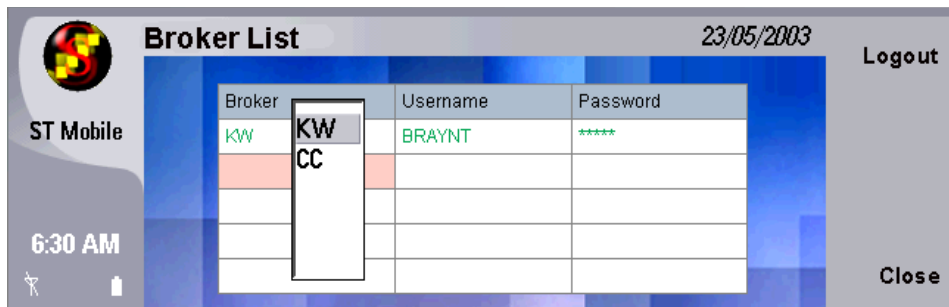 Broker List 23/05/2003
Logout
ST Mobile
Broker Username Password
KW BRAYNT *****
KW
CC
6:30 AM
Close